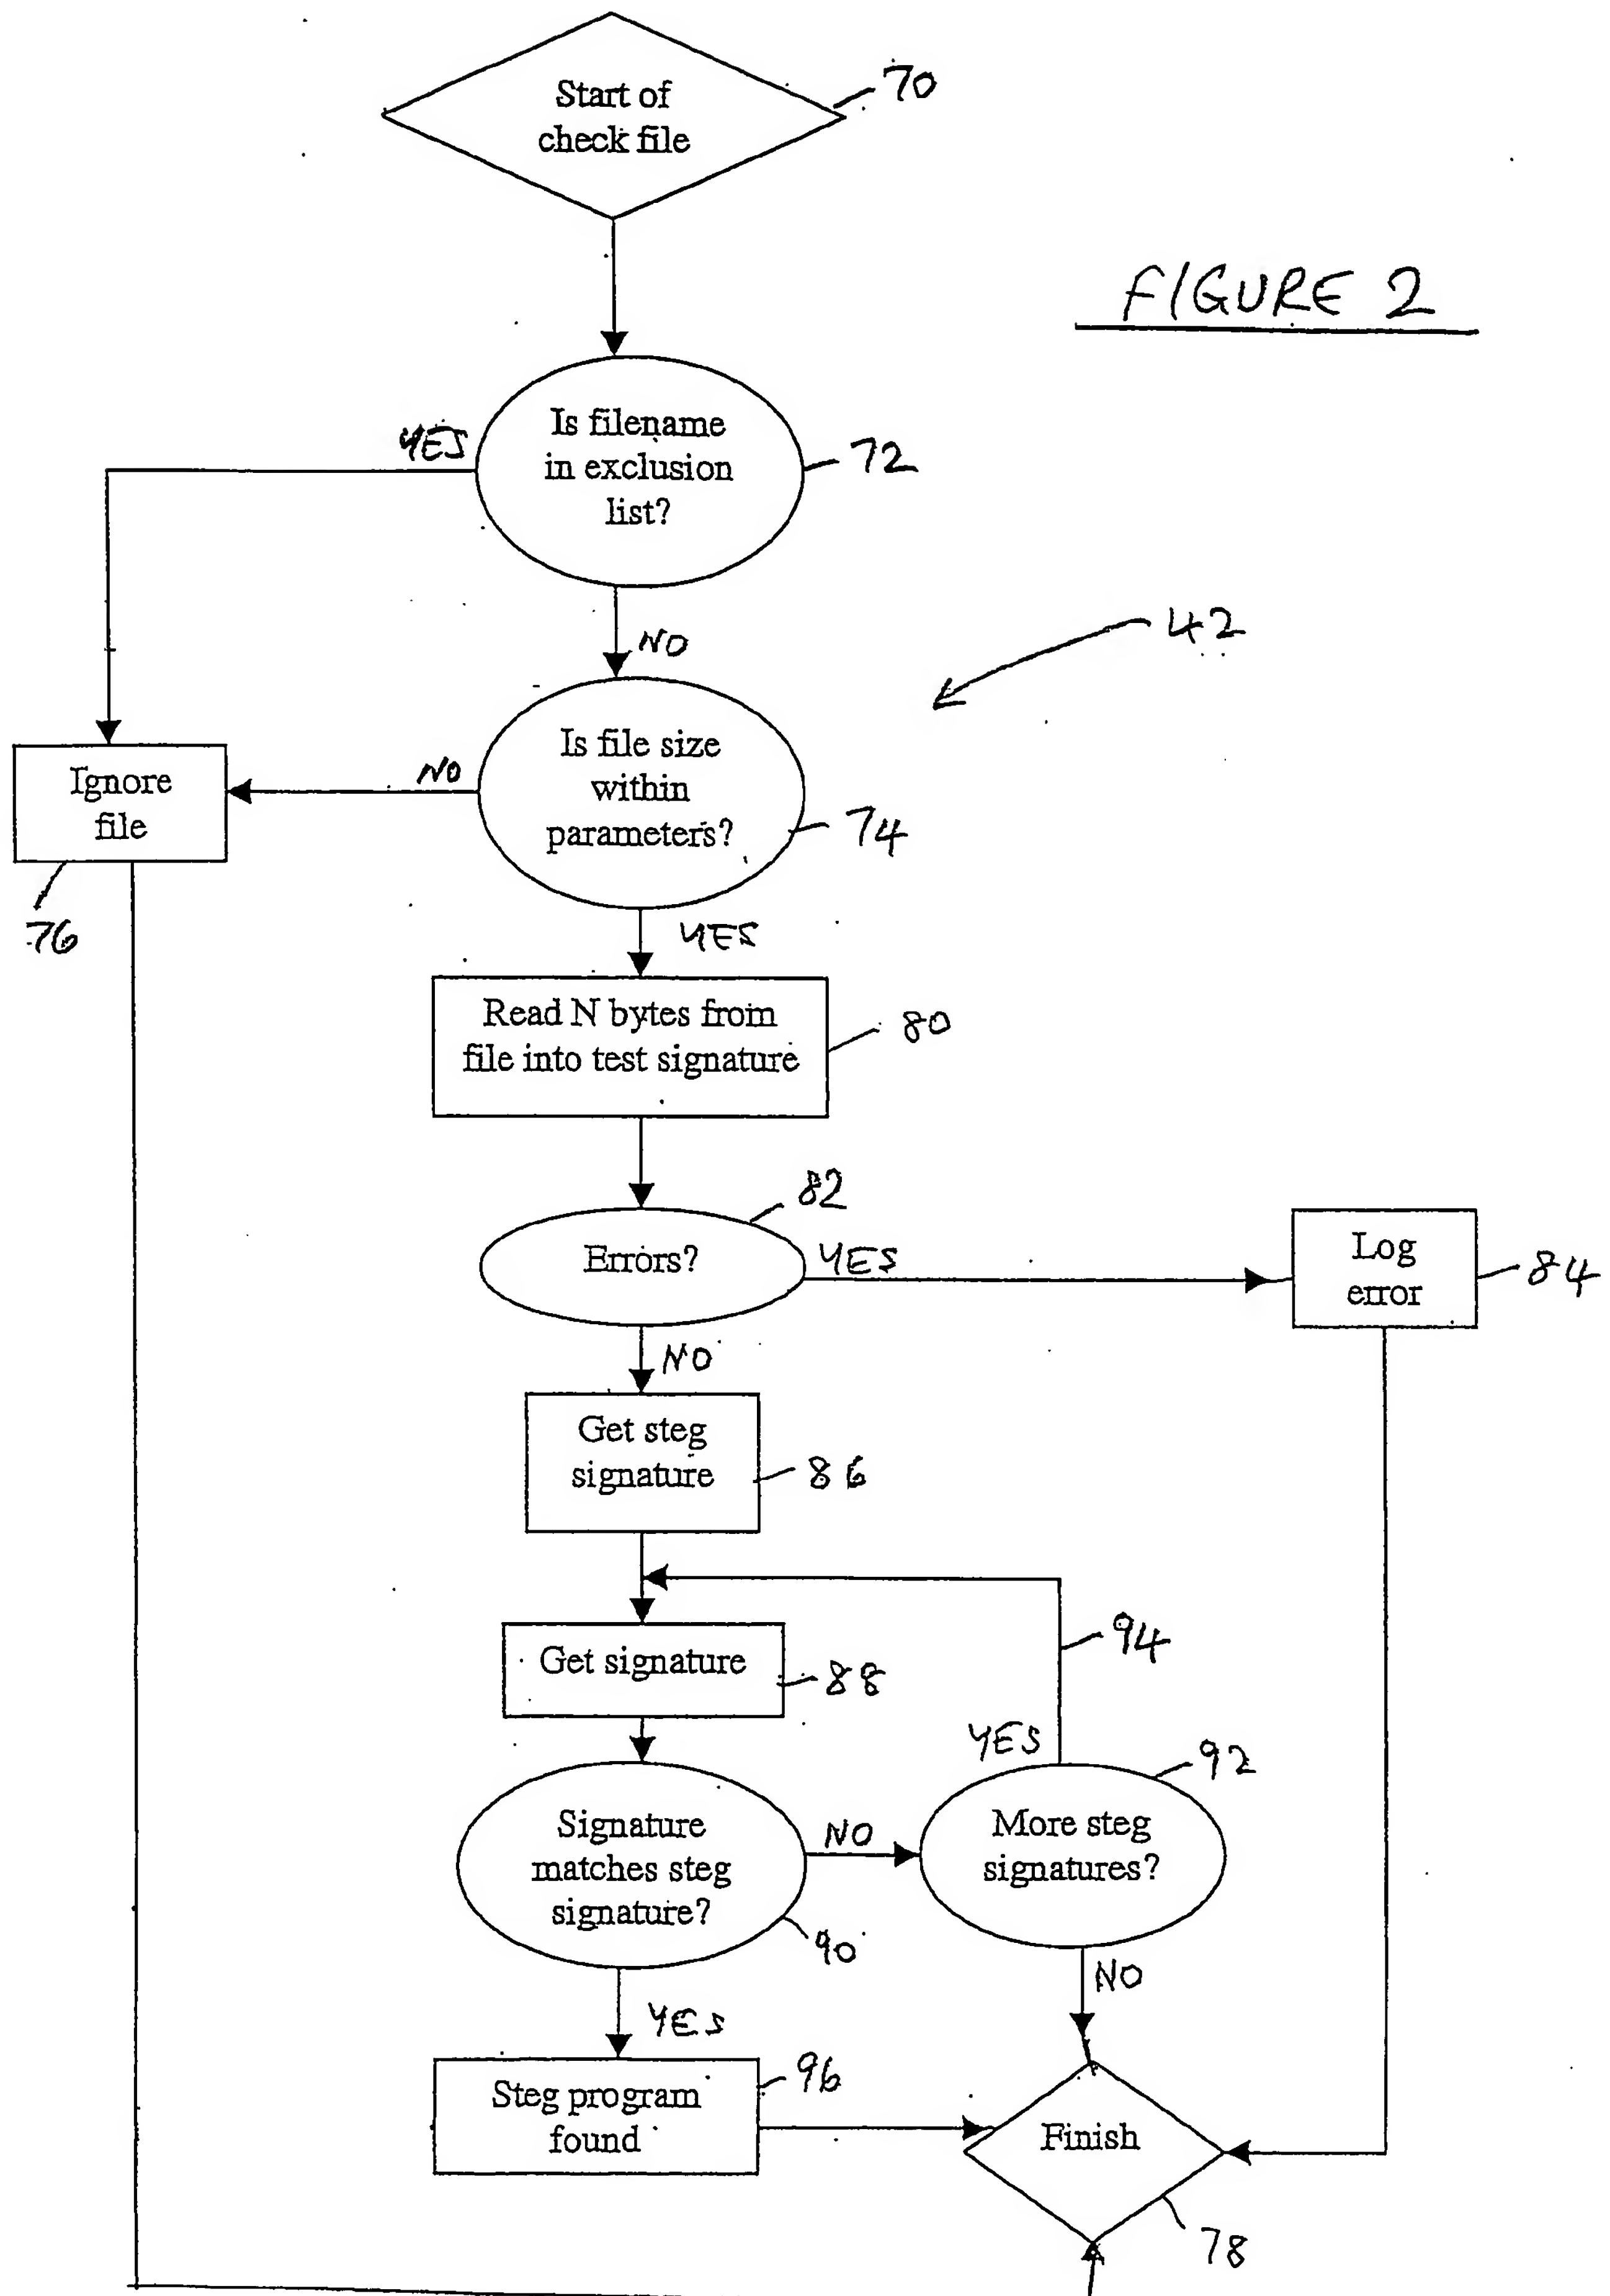 Start of
check file
70
FIGURE 2
Is filename
in exclusion
list?
YES
72
NO
42
Is file size
within
parameters?
NO
74
Ignore
file
76
YES
Read N bytes from
file into test signature
80
Errors?
82
YES
Log
error
84
NO
Get steg
signature
86
94
Get signature
88
YES
92
Signature
matches steg
signature?
NO
More steg
signatures?
90
NO
YES
Steg program
found
96
Finish
78